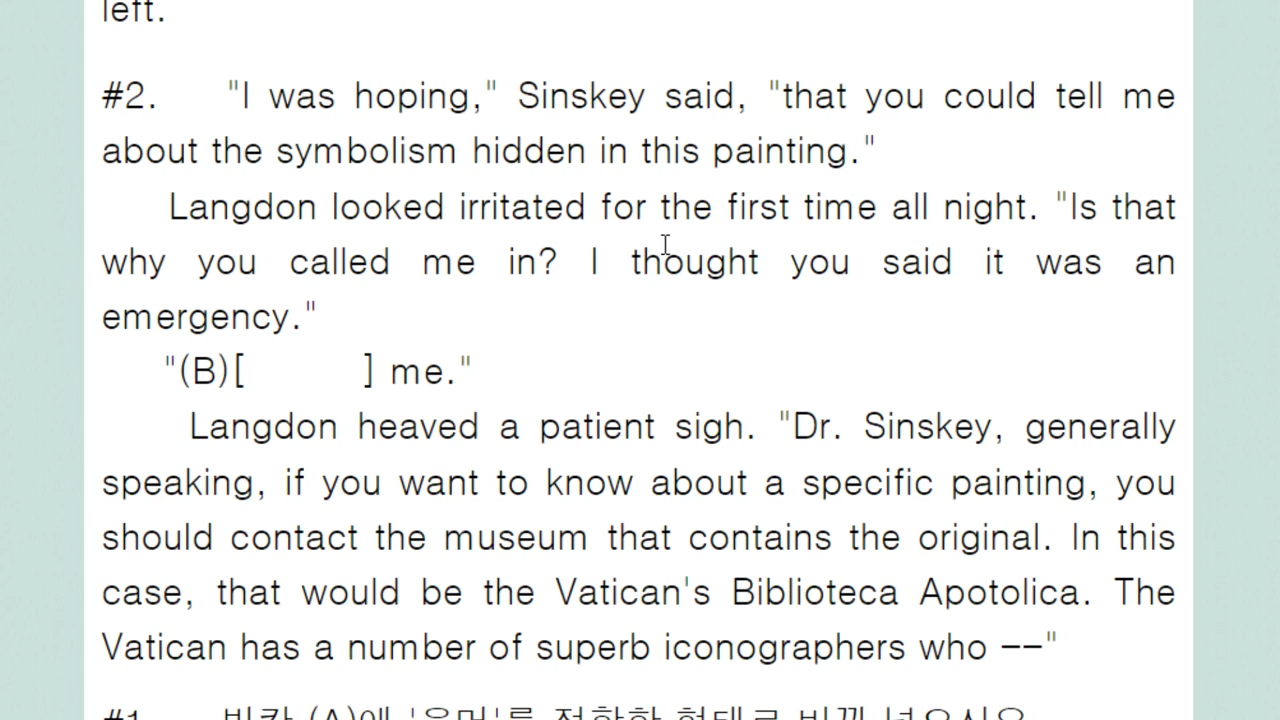 left.
#2. "I was hoping," Sinskey said, "that you could tell me
about the symbolism hidden in this painting."
Langdon looked irritated for the first time all night. "Is that
why you called me in? I thought you said it was an
emergency."
"(B)[ ] me."
Langdon heaved a patient sigh. "Dr. Sinskey, generally
speaking, if you want to know about a specific painting, you
should contact the museum that contains the original. In this
case, that would be the Vatican's Biblioteca Apotolica. The
Vatican has a number of superb iconographers who --"
#1. 빈칸 (A)에